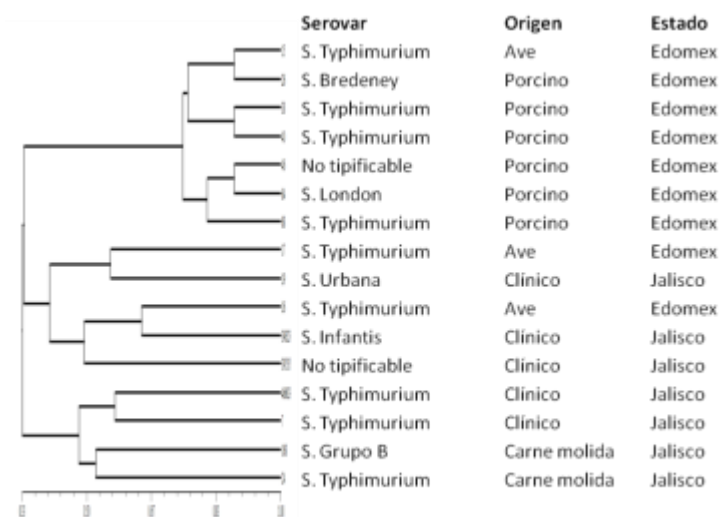 Serovar Origen Estado
S. Typhimurium Ave Edomex
S. Bredeney Porcino Edomex
S. Typhimurium Porcino Edomex
S. Typhimurium Porcino Edomex
No tipificable Porcino Edomex
S. London Porcino Edomex
S. Typhimurium Porcino Edomex
S. Typhimurium Ave Edomex
S. Urbana Clínico Jalisco
S. Typhimurium Ave Edomex
S. Infantis Clínico Jalisco
No tipificable Clínico Jalisco
S. Typhimurium Clínico Jalisco
S. Typhimurium Clínico Jalisco
S. Grupo B Carne molida Jalisco
S. Typhimurium Carne molida Jalisco